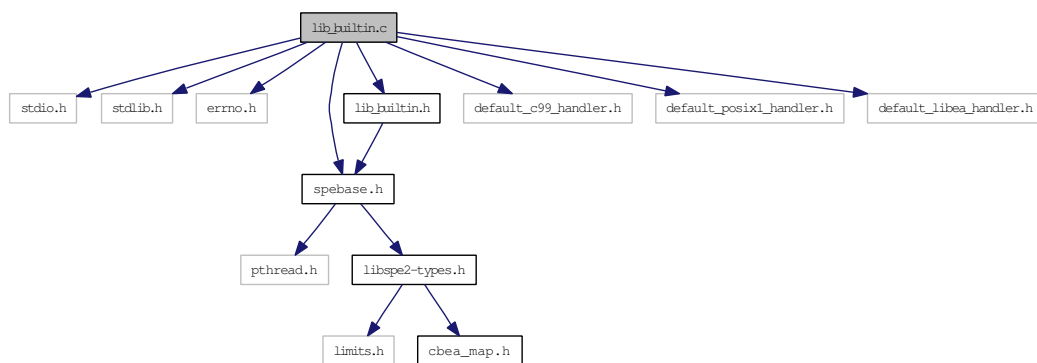 lib_builtin.c
stdio.h
stdlib.h
errno.h
lib_builtin.h
default_c99_handler.h
default_posix1_handler.h
default_libea_handler.h
spebase.h
pthread.h
libspe2-types.h
limits.h
cbea_map.h